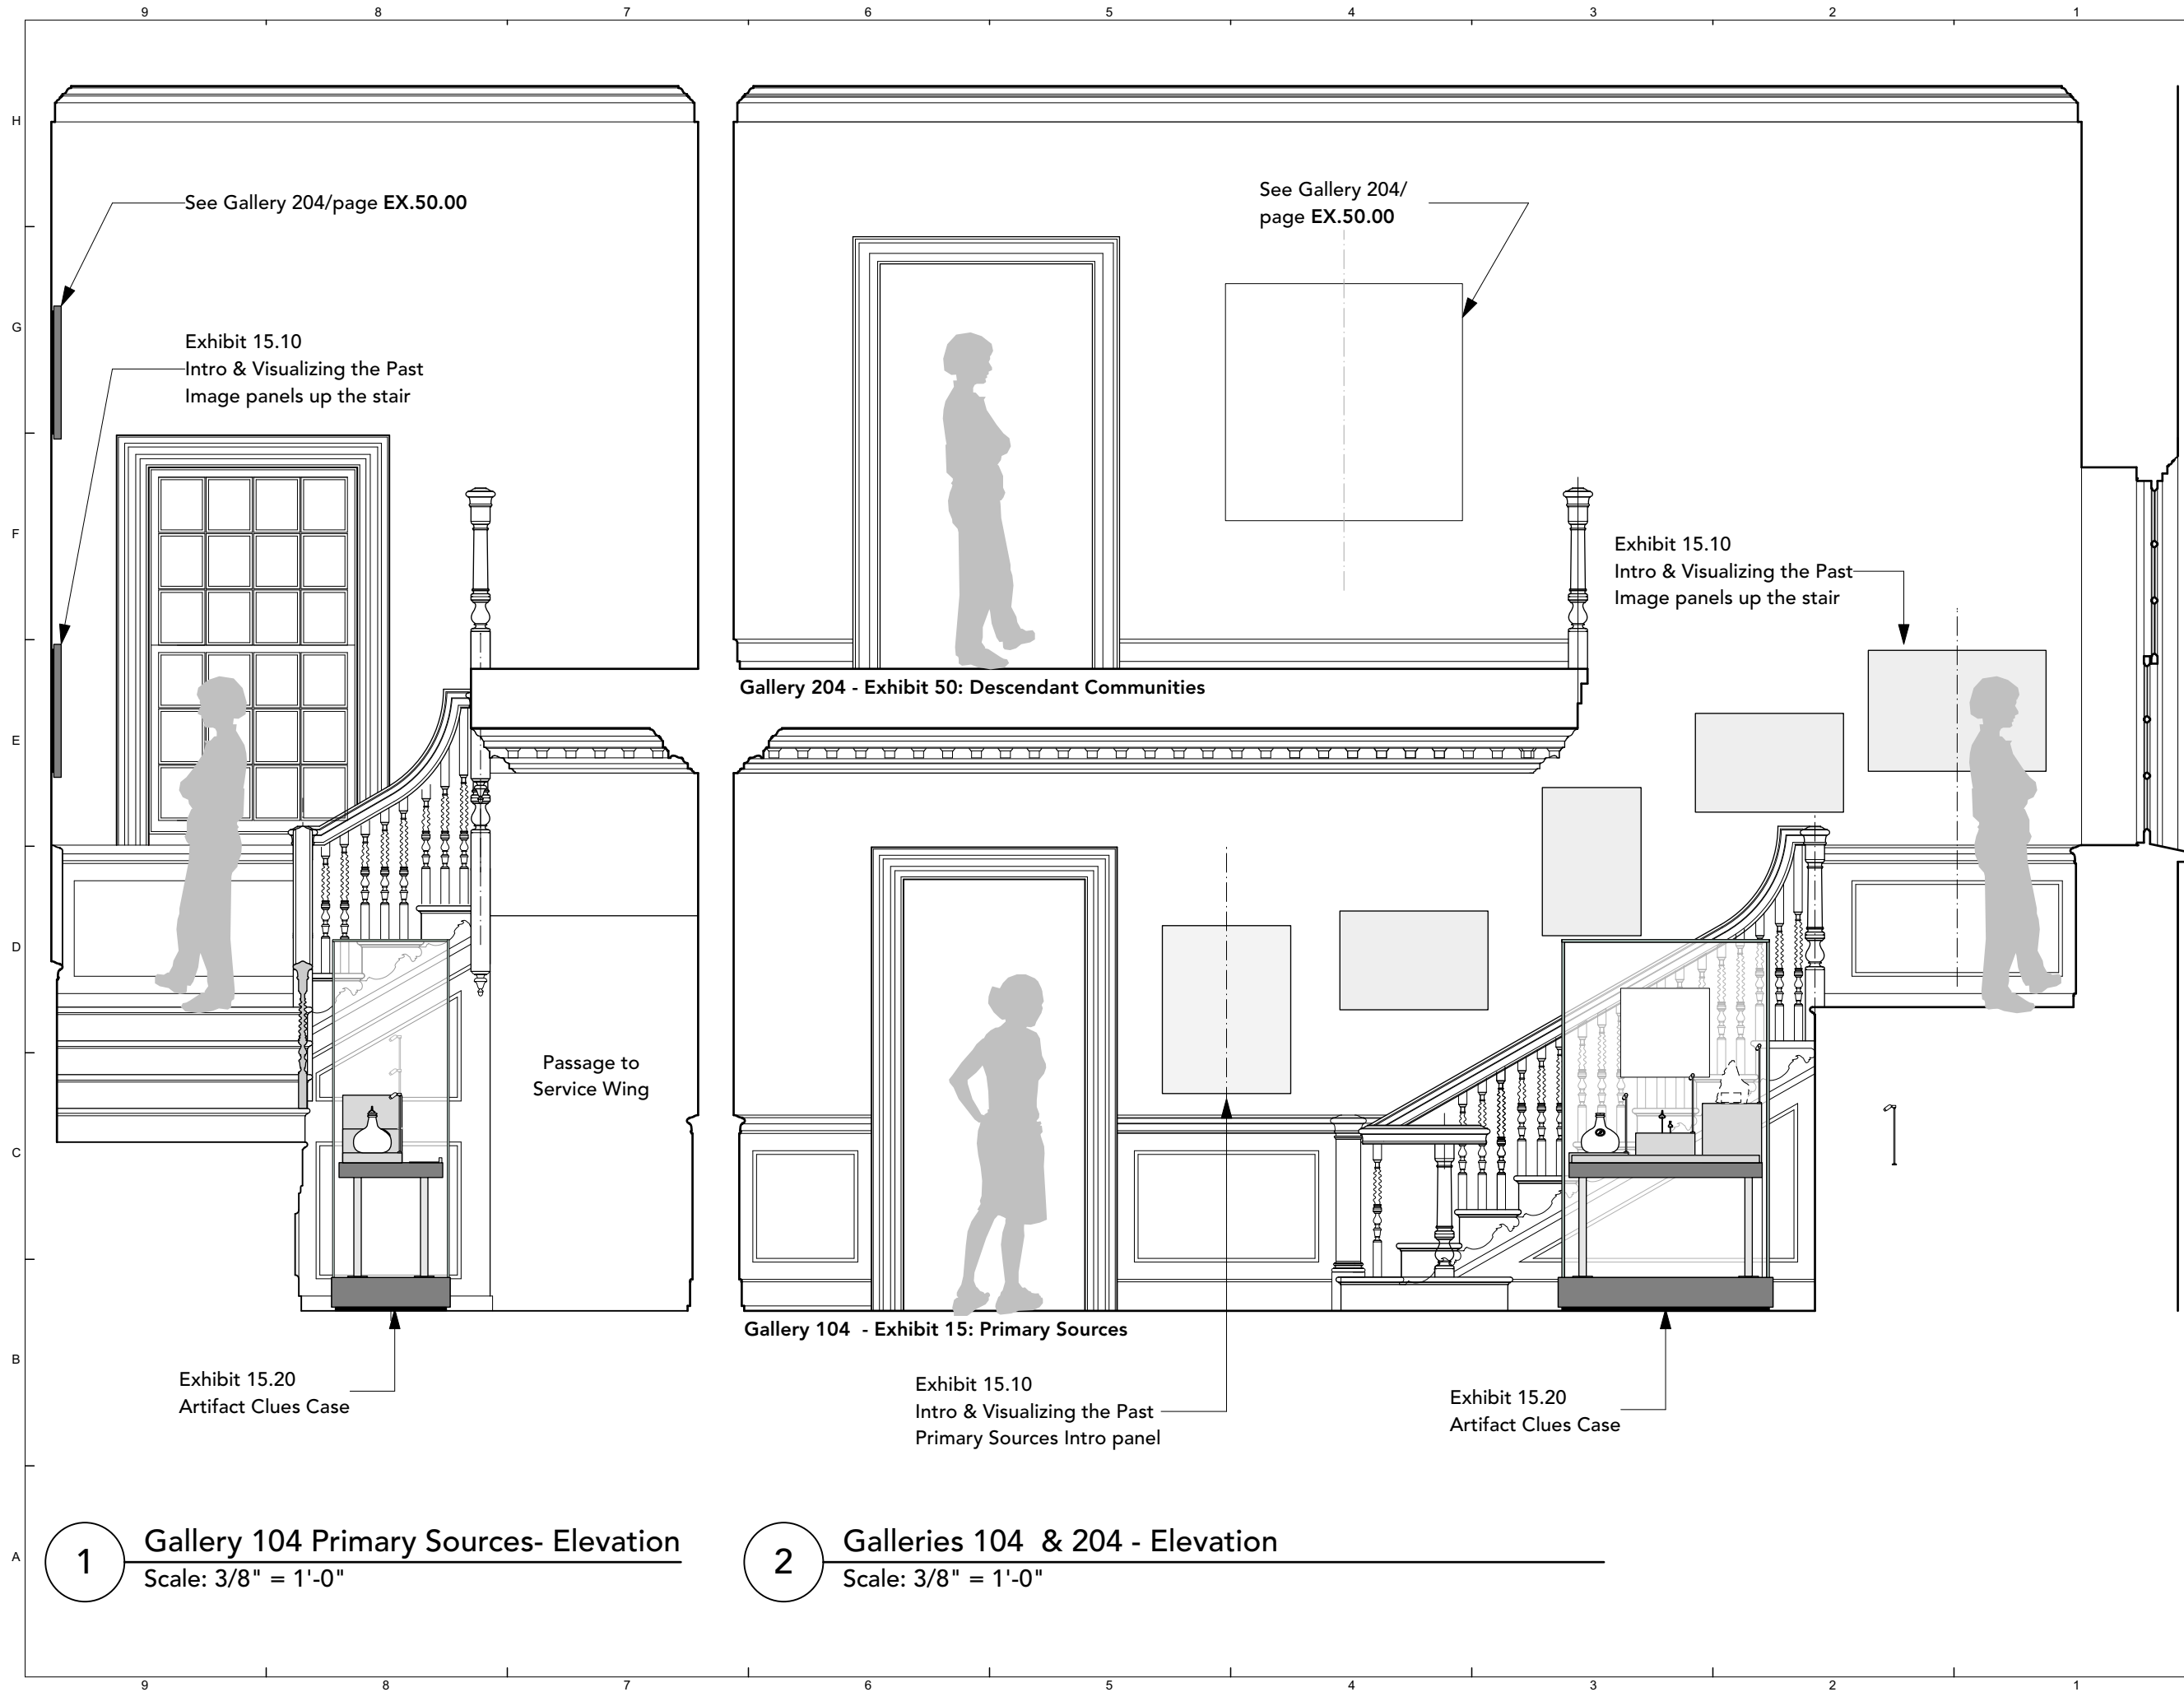 9 8 7 6 5 4 3 2 1
H
G
F
E
D
C
B
A
See Gallery 204/page EX.50.00
Exhibit 15.10
Intro & Visualizing the Past
Image panels up the stair
See Gallery 204/
page EX.50.00
Exhibit 15.10
Intro & Visualizing the Past
Image panels up the stair
Gallery 204 - Exhibit 50: Descendant Communities
Passage to
Service Wing
Gallery 104 - Exhibit 15: Primary Sources
Exhibit 15.20
Artifact Clues Case
Exhibit 15.10
Intro & Visualizing the Past
Primary Sources Intro panel
Exhibit 15.20
Artifact Clues Case
1
Gallery 104 Primary Sources- Elevation
Scale: 3/8" = 1'-0"
2
Galleries 104 & 204 - Elevation
Scale: 3/8" = 1'-0"
9 8 7 6 5 4 3 2 1